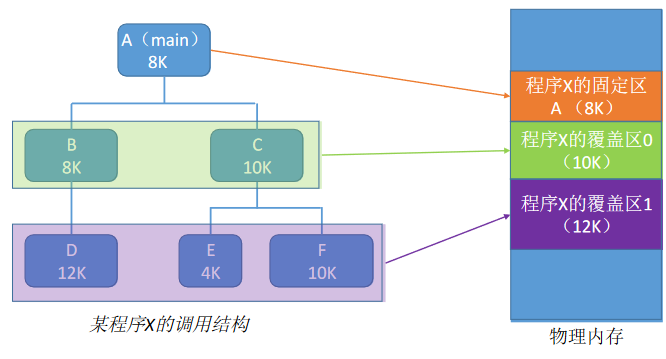 A（main）
8K
B
8K
C
10K
D
12K
E
4K
F
10K
某程序X的调用结构
程序X的固定区
A （8K）
程序X的覆盖区0
（10K）
程序X的覆盖区1
（12K）
物理内存